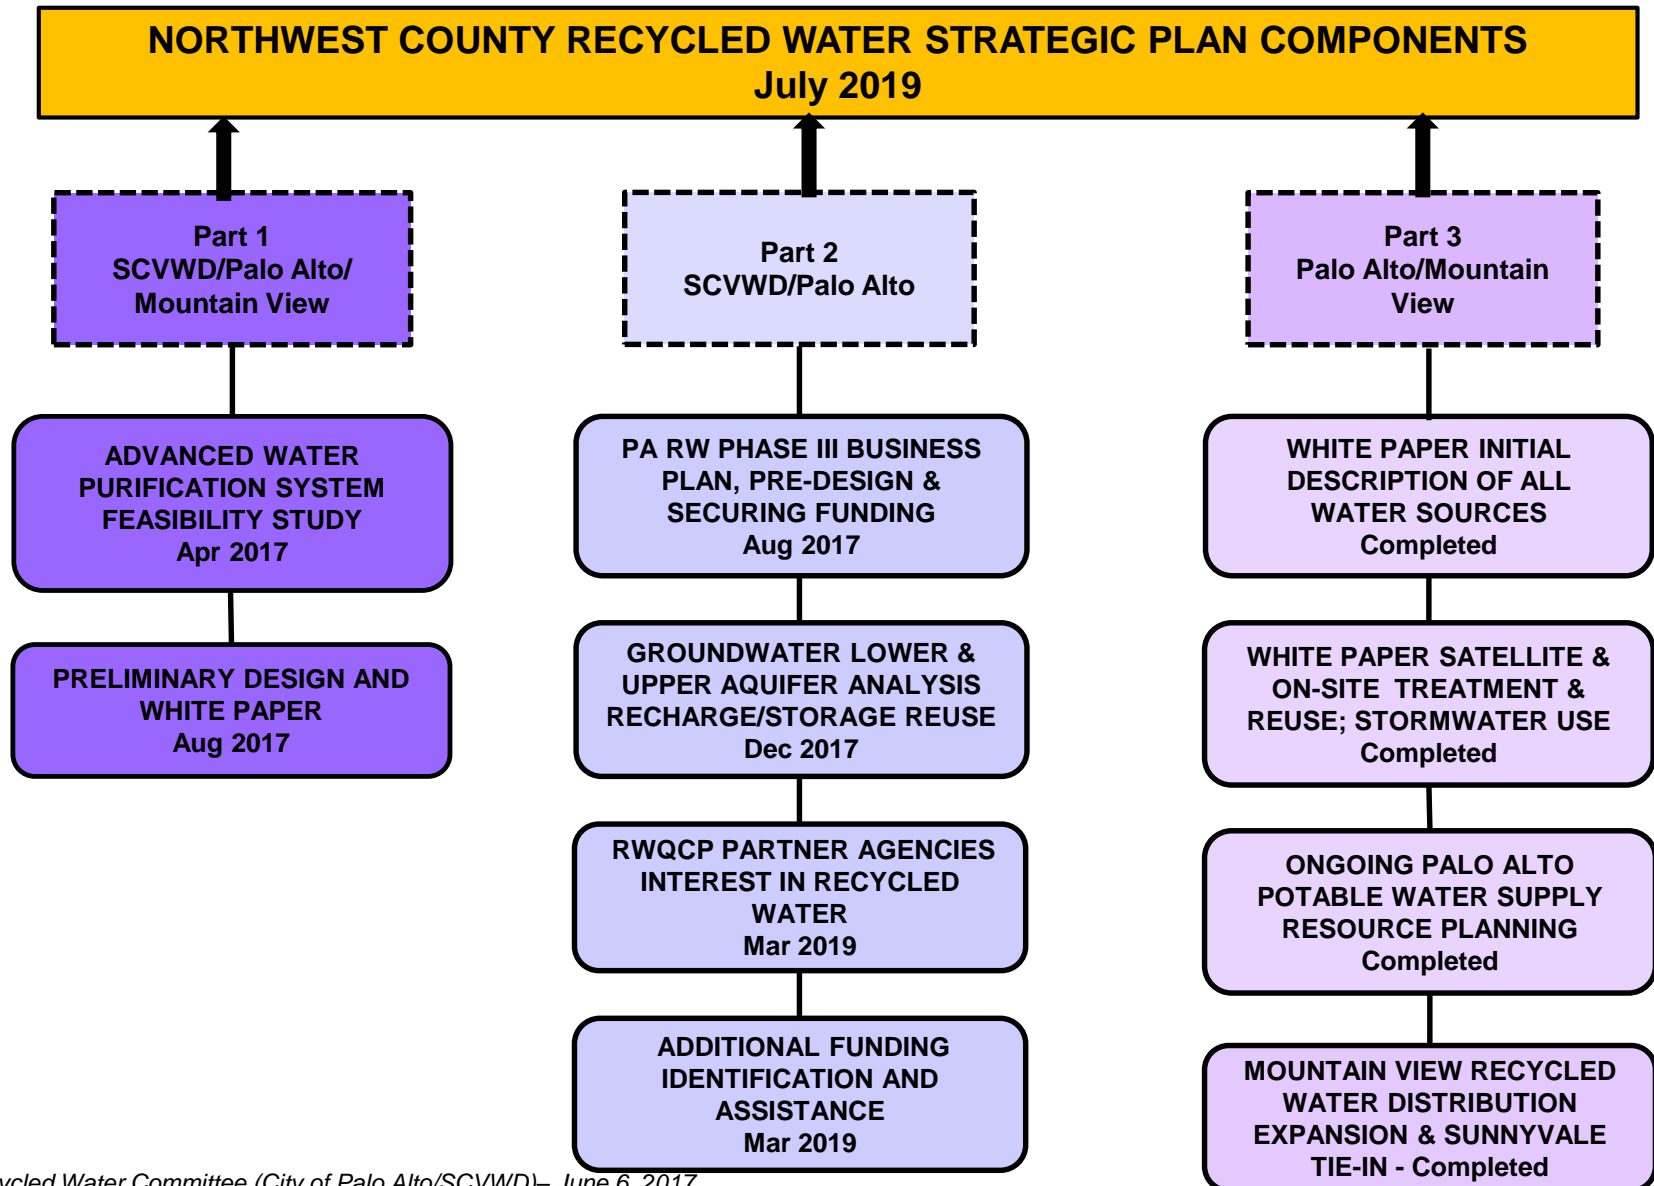 NORTHWEST COUNTY RECYCLED WATER STRATEGIC PLAN COMPONENTS
July 2019
Part 1
SCVWD/Palo Alto/
Mountain View
ADVANCED WATER
PURIFICATION SYSTEM
FEASIBILITY STUDY
Apr 2017
PRELIMINARY DESIGN AND
WHITE PAPER
Aug 2017
Part 2
SCVWD/Palo Alto
PA RW PHASE III BUSINESS
PLAN, PRE-DESIGN &
SECURING FUNDING
Aug 2017
GROUNDWATER LOWER &
UPPER AQUIFER ANALYSIS
RECHARGE/STORAGE REUSE
Dec 2017
RWQCP PARTNER AGENCIES
INTEREST IN RECYCLED
WATER
Mar 2019
ADDITIONAL FUNDING
IDENTIFICATION AND
ASSISTANCE
Mar 2019
Part 3
Palo Alto/Mountain
View
WHITE PAPER INITIAL
DESCRIPTION OF ALL
WATER SOURCES
Completed
WHITE PAPER SATELLITE &
ON-SITE TREATMENT &
REUSE; STORMWATER USE
Completed
ONGOING PALO ALTO
POTABLE WATER SUPPLY
RESOURCE PLANNING
Completed
MOUNTAIN VIEW RECYCLED
WATER DISTRIBUTION
EXPANSION & SUNNYVALE
TIE-IN - Completed
Water Committee (City of Palo Alto/SCVWD)– June 6, 2017